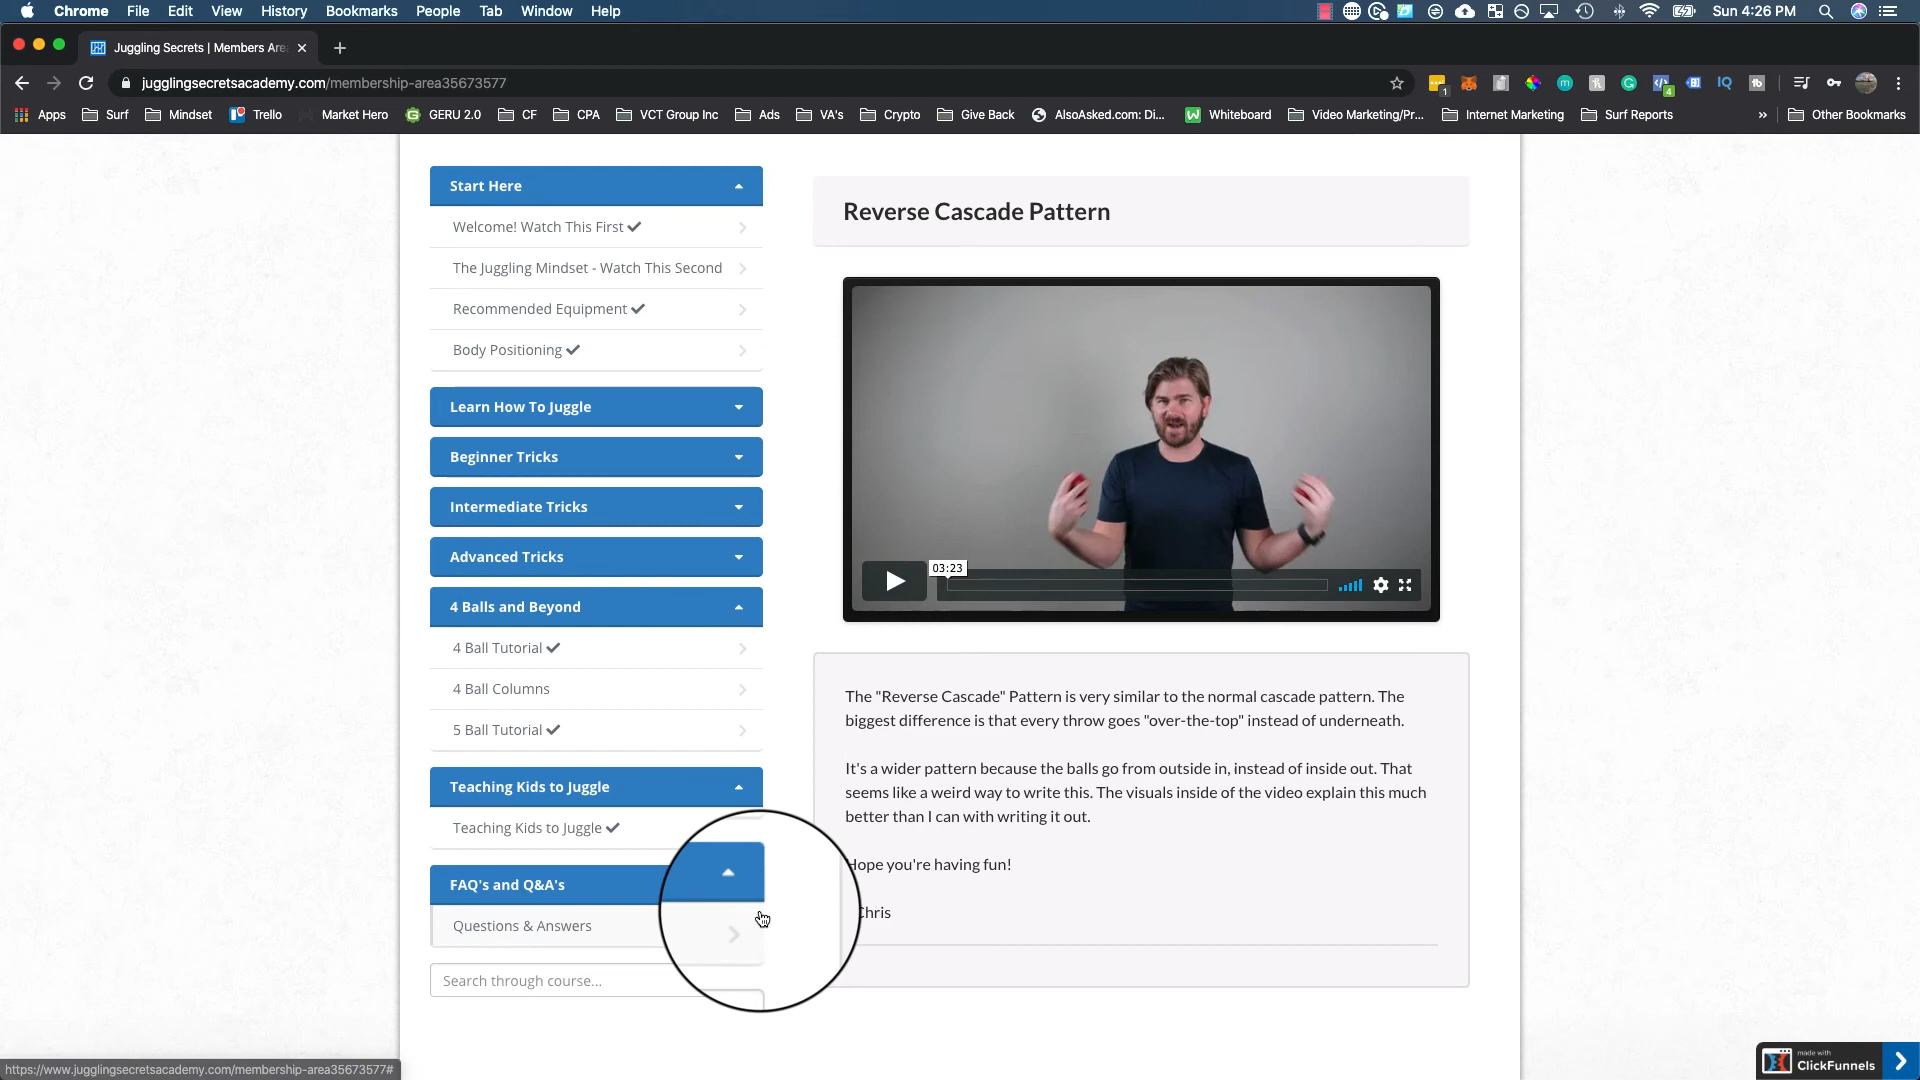 Chrome File Edit View History Bookmarks People Tab Window Help
Sun 4:26 PM
Juggling Secrets | Members Are
jugglingsecretsacademy.com/membership-area35673577
Apps Surf Mindset Trello Market Hero GERU 2.0 CF CPA VCT Group Inc Ads VA's Crypto Give Back AlsoAsked.com: Di... Whiteboard Video Marketing/Pr... Internet Marketing Surf Reports » Other Bookmarks
Start Here
Welcome! Watch This First
The Juggling Mindset - Watch This Second
Recommended Equipment
Body Positioning
Learn How To Juggle
Beginner Tricks
Intermediate Tricks
Advanced Tricks
4 Balls and Beyond
4 Ball Tutorial
4 Ball Columns
5 Ball Tutorial
Teaching Kids to Juggle
Teaching Kids to Juggle
FAQ's and Q&A's
Questions & Answers
Search through course...
Reverse Cascade Pattern
03:23
The "Reverse Cascade" Pattern is very similar to the normal cascade pattern. The
biggest difference is that every throw goes "over-the-top" instead of underneath.
It's a wider pattern because the balls go from outside in, instead of inside out. That
seems like a weird way to write this. The visuals inside of the video explain this much
better than I can with writing it out.
Hope you're having fun!
Chris
https://www.jugglingsecretsacademy.com/membership-area35673577#
made with
ClickFunnels